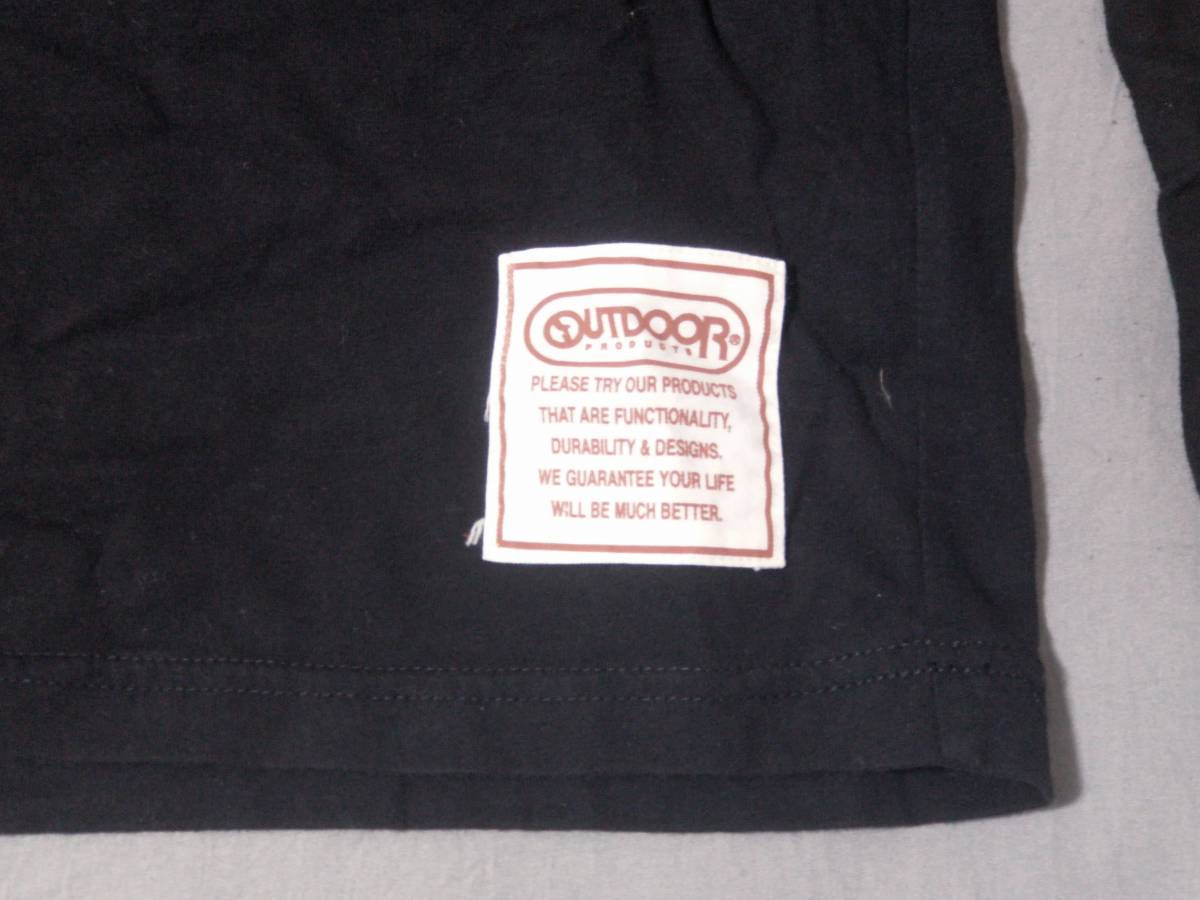 OUTDOOR®
PRODUCTS
PLEASE TRY OUR PRODUCTS
THAT ARE FUNCTIONALITY,
DURABILITY & DESIGNS.
WE GUARANTEE YOUR LIFE
WILL BE MUCH BETTER.